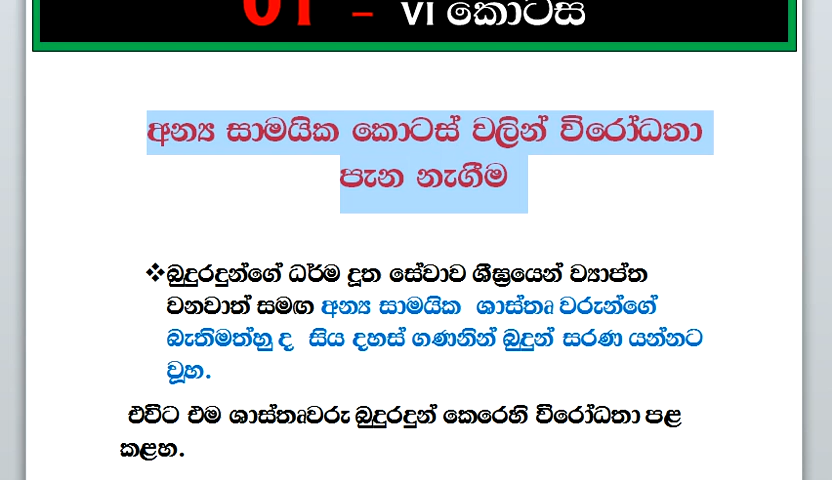 01 – VI කොටස
අන්‍ය සාමයික කොටස් වලින් විරෝධතා
පැන නැගීම
❖බුදුරදුන්ගේ ධර්ම දූත සේවාව ශීඝ්‍රයෙන් ව්‍යාප්ත
වනවාත් සමඟ අන්‍ය සාමයික ශාස්තෘ වරුන්ගේ
බැතිමත්හු ද සිය දහස් ගණනින් බුදුන් සරණ යන්නට
වූහ.
එවිට එම ශාස්තෘවරු බුදුරදුන් කෙරෙහි විරෝධතා පළ
කළහ.